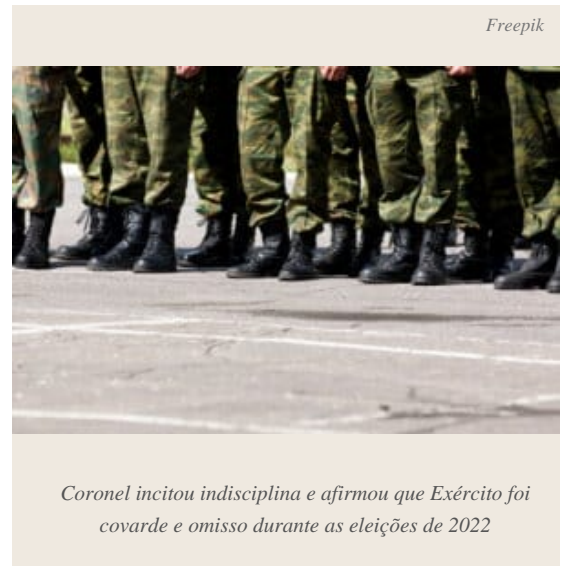 Freepik
Coronel incitou indisciplina e afirmou que Exército foi
covarde e omisso durante as eleições de 2022